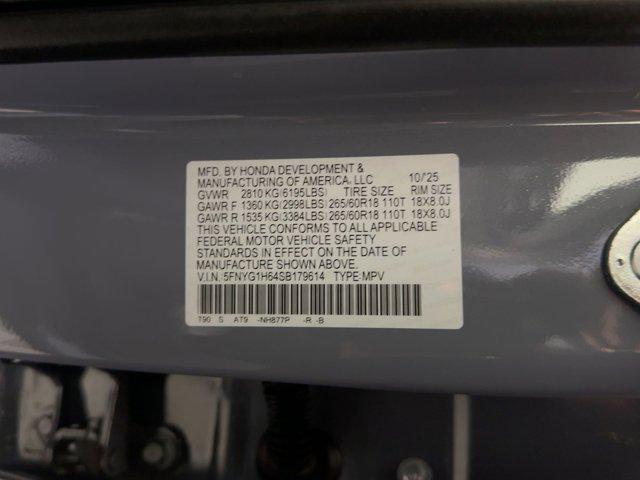 MFD. BY HONDA DEVELOPMENT &
MANUFACTURING OF AMERICA, LLC 10/25
GVWR 2810 KG (6195LBS) TIRE SIZE RIM SIZE
GAWR F 1360 KG (2998LBS) 265/60R18 110T 18X8.0J
GAWR R 1535 KG (3384LBS) 265/60R18 110T 18X8.0J
THIS VEHICLE CONFORMS TO ALL APPLICABLE
FEDERAL MOTOR VEHICLE SAFETY
STANDARDS IN EFFECT ON THE DATE OF
MANUFACTURE SHOWN ABOVE.
V.I.N.:5FNYG1H64SB179614 TYPE:MPV
T90 S AT9 -NH877P -R -B